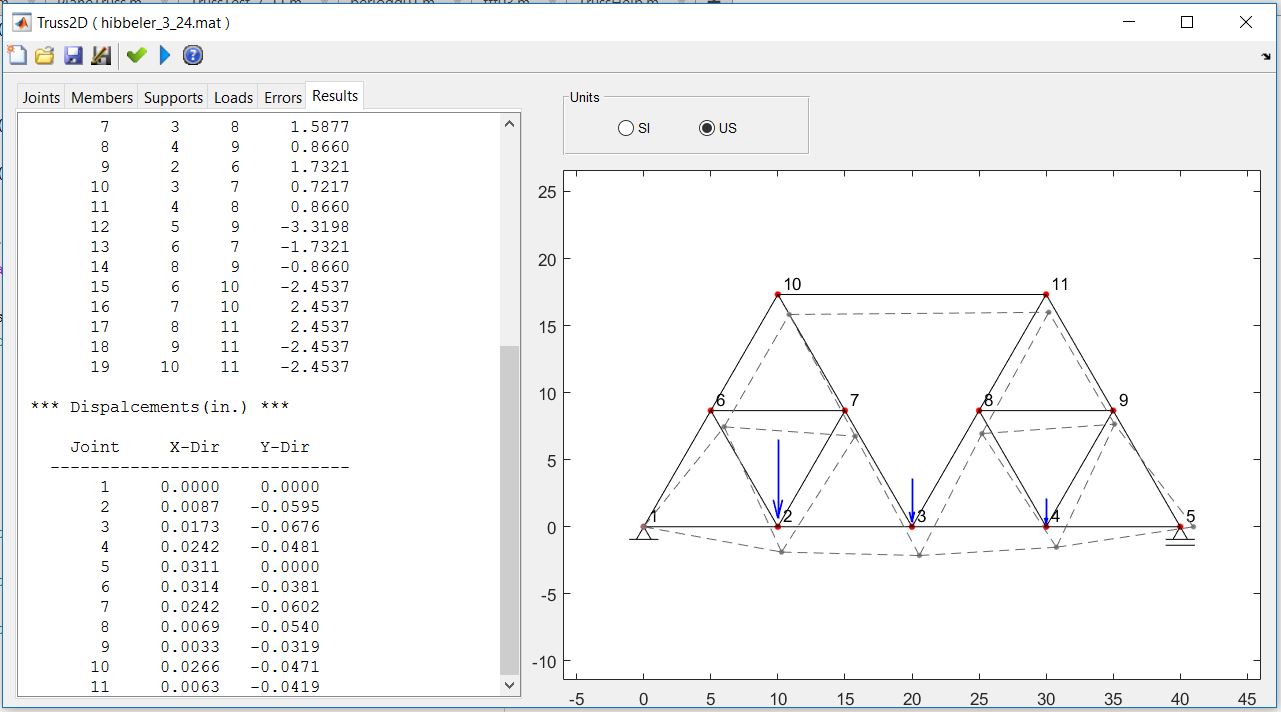 PlaneTruss.m
TrussHelp.m
Truss2D ( hibbeler_3_24.mat )
Joints Members Supports Loads Errors Results
7 3 8 1.5877
8 4 9 0.8660
9 2 6 1.7321
10 3 7 0.7217
11 4 8 0.8660
12 5 9 -3.3198
13 6 7 -1.7321
14 8 9 -0.8660
15 6 10 -2.4537
16 7 10 2.4537
17 8 11 2.4537
18 9 11 -2.4537
19 10 11 -2.4537
*** Dispalcements(in.) ***
Joint X-Dir Y-Dir
------------------------------
1 0.0000 0.0000
2 0.0087 -0.0595
3 0.0173 -0.0676
4 0.0242 -0.0481
5 0.0311 0.0000
6 0.0314 -0.0381
7 0.0242 -0.0602
8 0.0069 -0.0540
9 0.0033 -0.0319
10 0.0266 -0.0471
11 0.0063 -0.0419
Units
SI US
25
20
15
10
5
0
-5
-10
10 11
6 7 8 9
1 2 3 4 5
-5 0 5 10 15 20 25 30 35 40 45